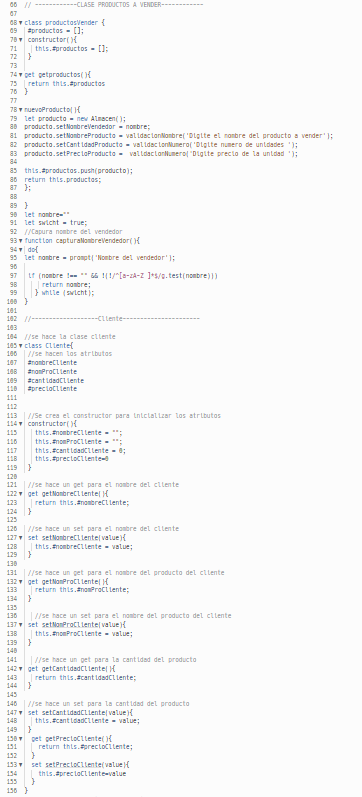 66 // ------------CLASE PRODUCTOS A VENDER------------
67
68 class productosVender {
69 #productos = [];
70 constructor(){
71 this.#productos = [];
72 }
73
74 get getproductos(){
75 return this.#productos
76 }
77
78 nuevoProducto(){
79 let producto = new Almacen();
80 producto.setNombreVendedor = nombre;
81 producto.setNombreProducto = validacionNombre('Digite el nombre del producto a vender');
82 producto.setCantidadProducto = validacionNumero('Digite numero de unidades ');
83 producto.setPrecioProducto = validacionNumero('Digite precio de la unidad ');
84
85 this.#productos.push(producto);
86 return this.productos;
87 };
88
89 }
90 let nombre=""
91 let swicht = true;
92 //Capura nombre del vendedor
93 function capturaNombreVendedor(){
94 do{
95 let nombre = prompt('Nombre del vendedor');
96
97 if (nombre !== "" && !(!/^[a-zA-Z ]*$/g.test(nombre)))
98 return nombre;
99 } while (swicht);
100 }
101
102 //-------------------Cliente----------------------
103
104 //se hace la clase cliente
105 class Cliente{
106 //se hacen los atributos
107 #nombreCliente
108 #nomProCliente
109 #cantidadCliente
110 #precioCliente
111
112
113 //Se crea el constructor para inicializar los atributos
114 constructor(){
115 this.#nombreCliente = "";
116 this.#nomProCliente = "";
117 this.#cantidadCliente = 0;
118 this.#precioCliente=0
119 }
120
121 //se hace un get para el nombre del cliente
122 get getNombreCliente(){
123 return this.#nombreCliente;
124 }
125
126 //se hace un set para el nombre del cliente
127 set setNombreCliente(value){
128 this.#nombreCliente = value;
129 }
130
131 //se hace un get para el nombre del producto del cliente
132 get getNomProCliente(){
133 return this.#nomProCliente;
134 }
135
136 //se hace un set para el nombre del producto del cliente
137 set setNomProCliente(value){
138 this.#nomProCliente = value;
139 }
140
141 //se hace un get para la cantidad del producto
142 get getCantidadCliente(){
143 return this.#cantidadCliente;
144 }
145
146 //se hace un set para la cantidad del producto
147 set setCantidadCliente(value){
148 this.#cantidadCliente = value;
149 }
150 get getPrecioCliente(){
151 return this.#precioCliente;
152 }
153 set setPrecioCliente(value){
154 this.#precioCliente=value
155 }
156 }